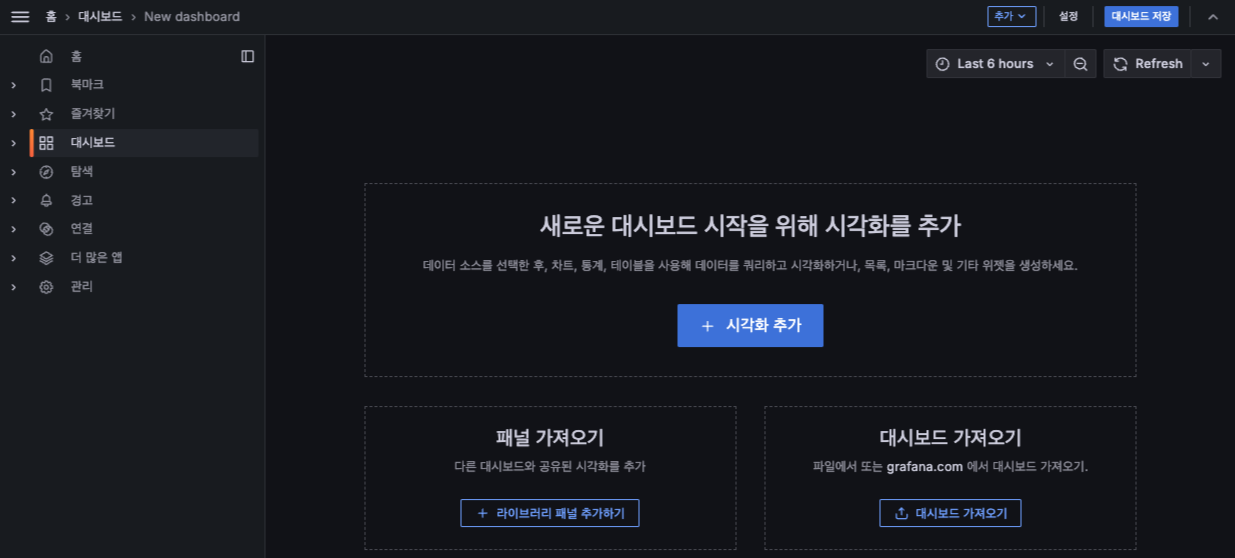 홈 › 대시보드 › New dashboard
추가
설정
대시보드 저장
홈
북마크
즐겨찾기
대시보드
탐색
경고
연결
더 많은 앱
관리
Last 6 hours
Refresh
새로운 대시보드 시작을 위해 시각화를 추가
데이터 소스를 선택한 후, 차트, 통계, 테이블을 사용해 데이터를 쿼리하고 시각화하거나, 목록, 마크다운 및 기타 위젯을 생성하세요.
+ 시각화 추가
패널 가져오기
다른 대시보드와 공유된 시각화를 추가
+ 라이브러리 패널 추가하기
대시보드 가져오기
파일에서 또는 grafana.com 에서 대시보드 가져오기.
대시보드 가져오기